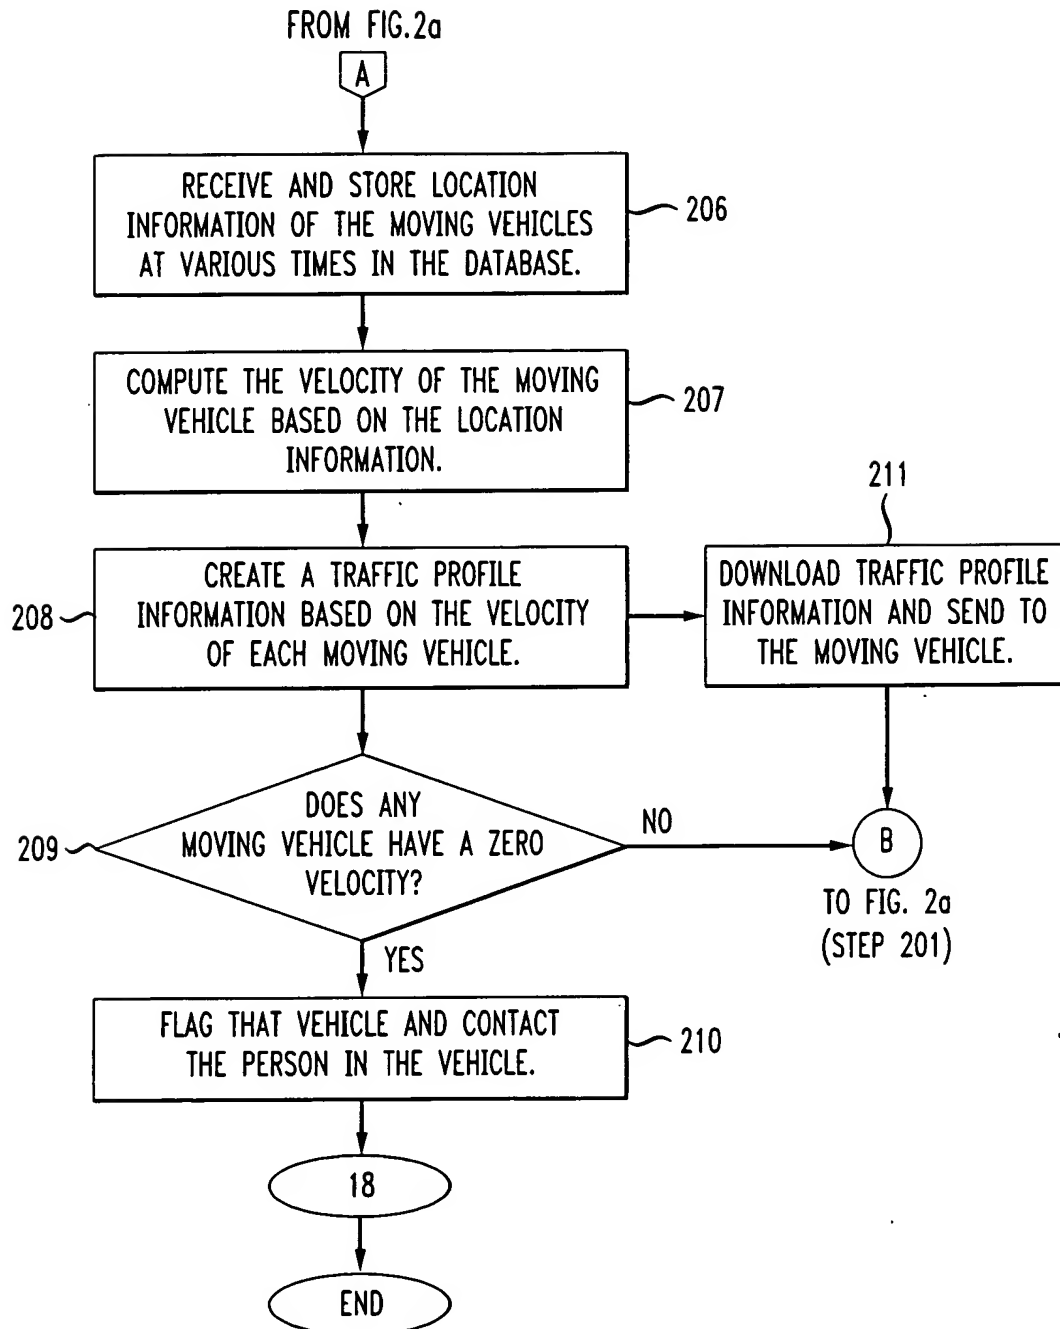 FROM FIG.2a
A
RECEIVE AND STORE LOCATION
INFORMATION OF THE MOVING VEHICLES
AT VARIOUS TIMES IN THE DATABASE.
206
COMPUTE THE VELOCITY OF THE MOVING
VEHICLE BASED ON THE LOCATION
INFORMATION.
207
208
CREATE A TRAFFIC PROFILE
INFORMATION BASED ON THE VELOCITY
OF EACH MOVING VEHICLE.
211
DOWNLOAD TRAFFIC PROFILE
INFORMATION AND SEND TO
THE MOVING VEHICLE.
209
DOES ANY
MOVING VEHICLE HAVE A ZERO
VELOCITY?
NO
B
TO FIG. 2a
(STEP 201)
YES
FLAG THAT VEHICLE AND CONTACT
THE PERSON IN THE VEHICLE.
210
18
END